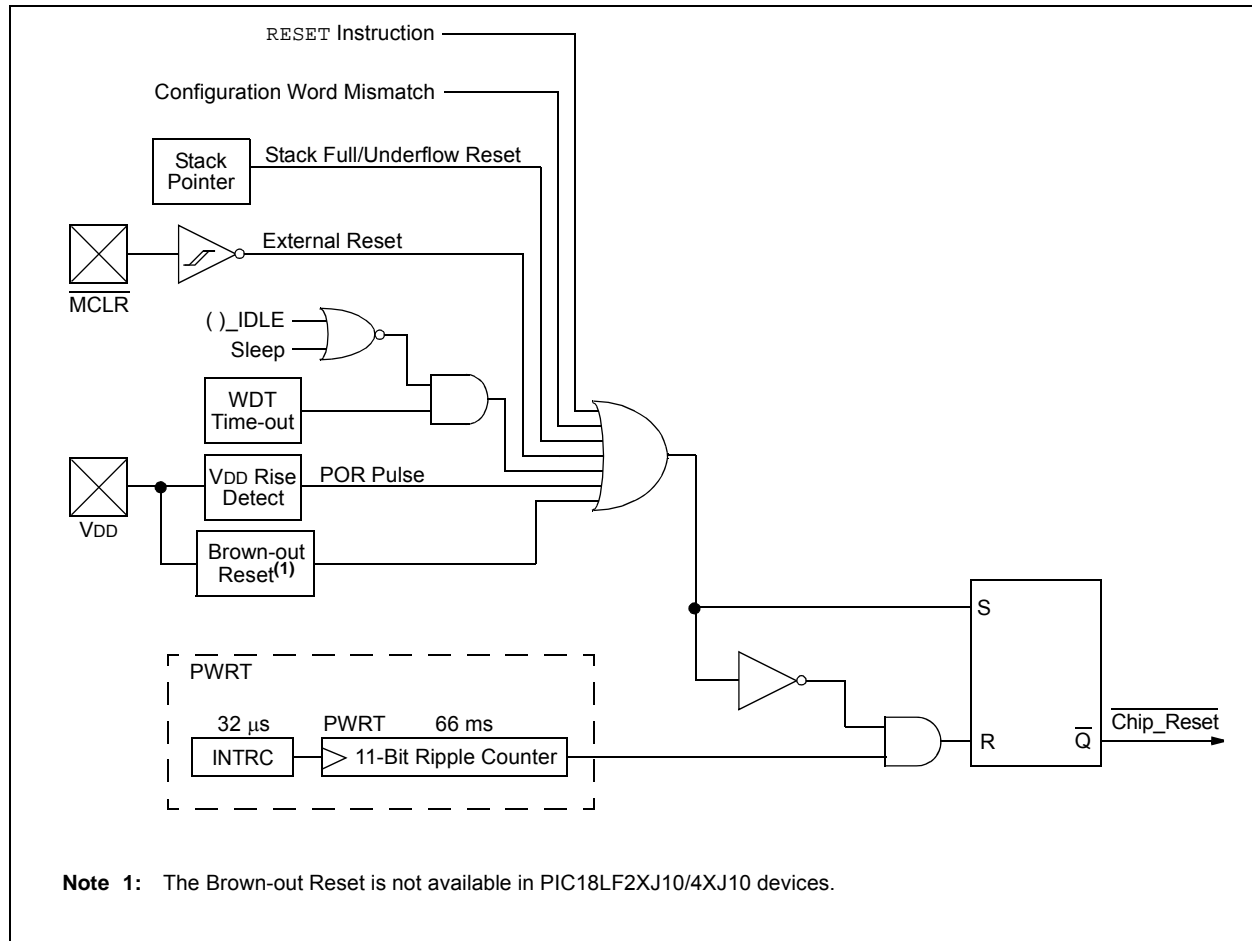 RESET Instruction
Configuration Word Mismatch
Stack
Pointer
Stack Full/Underflow Reset
External Reset
MCLR
( )_IDLE
Sleep
WDT
Time-out
VDD Rise
Detect
POR Pulse
VDD
Brown-out
Reset(1)
S
PWRT
32 μs
PWRT
66 ms
INTRC
11-Bit Ripple Counter
R
Q
Chip_Reset
Note 1: The Brown-out Reset is not available in PIC18LF2XJ10/4XJ10 devices.